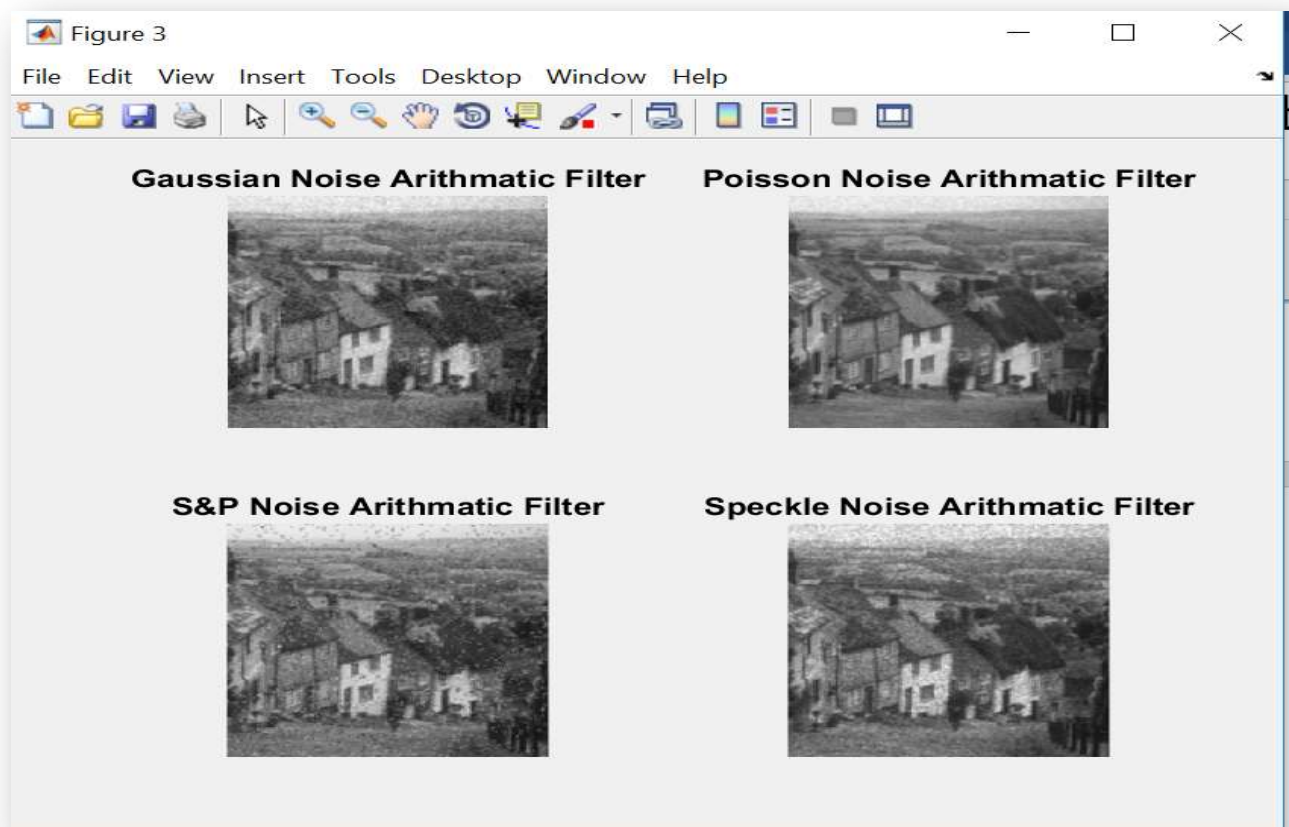 Figure 3
File Edit View Insert Tools Desktop Window Help
Gaussian Noise Arithmatic Filter
Poisson Noise Arithmatic Filter
S&P Noise Arithmatic Filter
Speckle Noise Arithmatic Filter